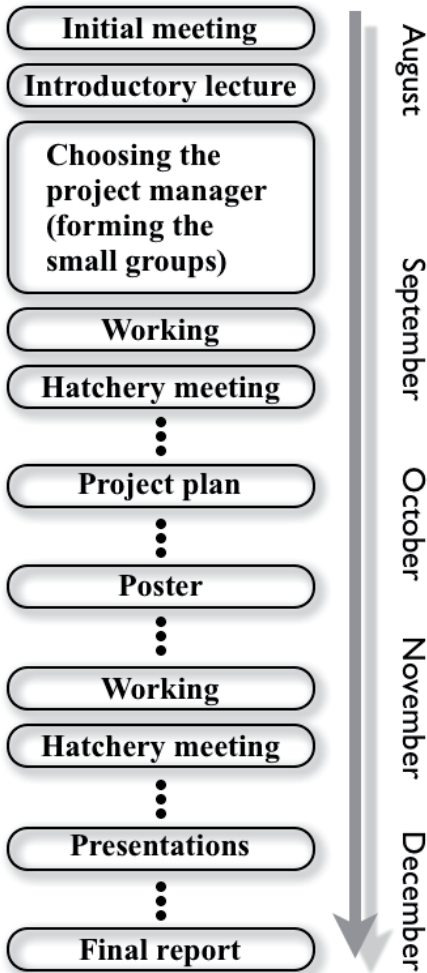 Initial meeting
Introductory lecture
Choosing the
project manager
(forming the
small groups)
Working
Hatchery meeting
Project plan
Poster
Working
Hatchery meeting
Presentations
Final report
August
September
October
November
December